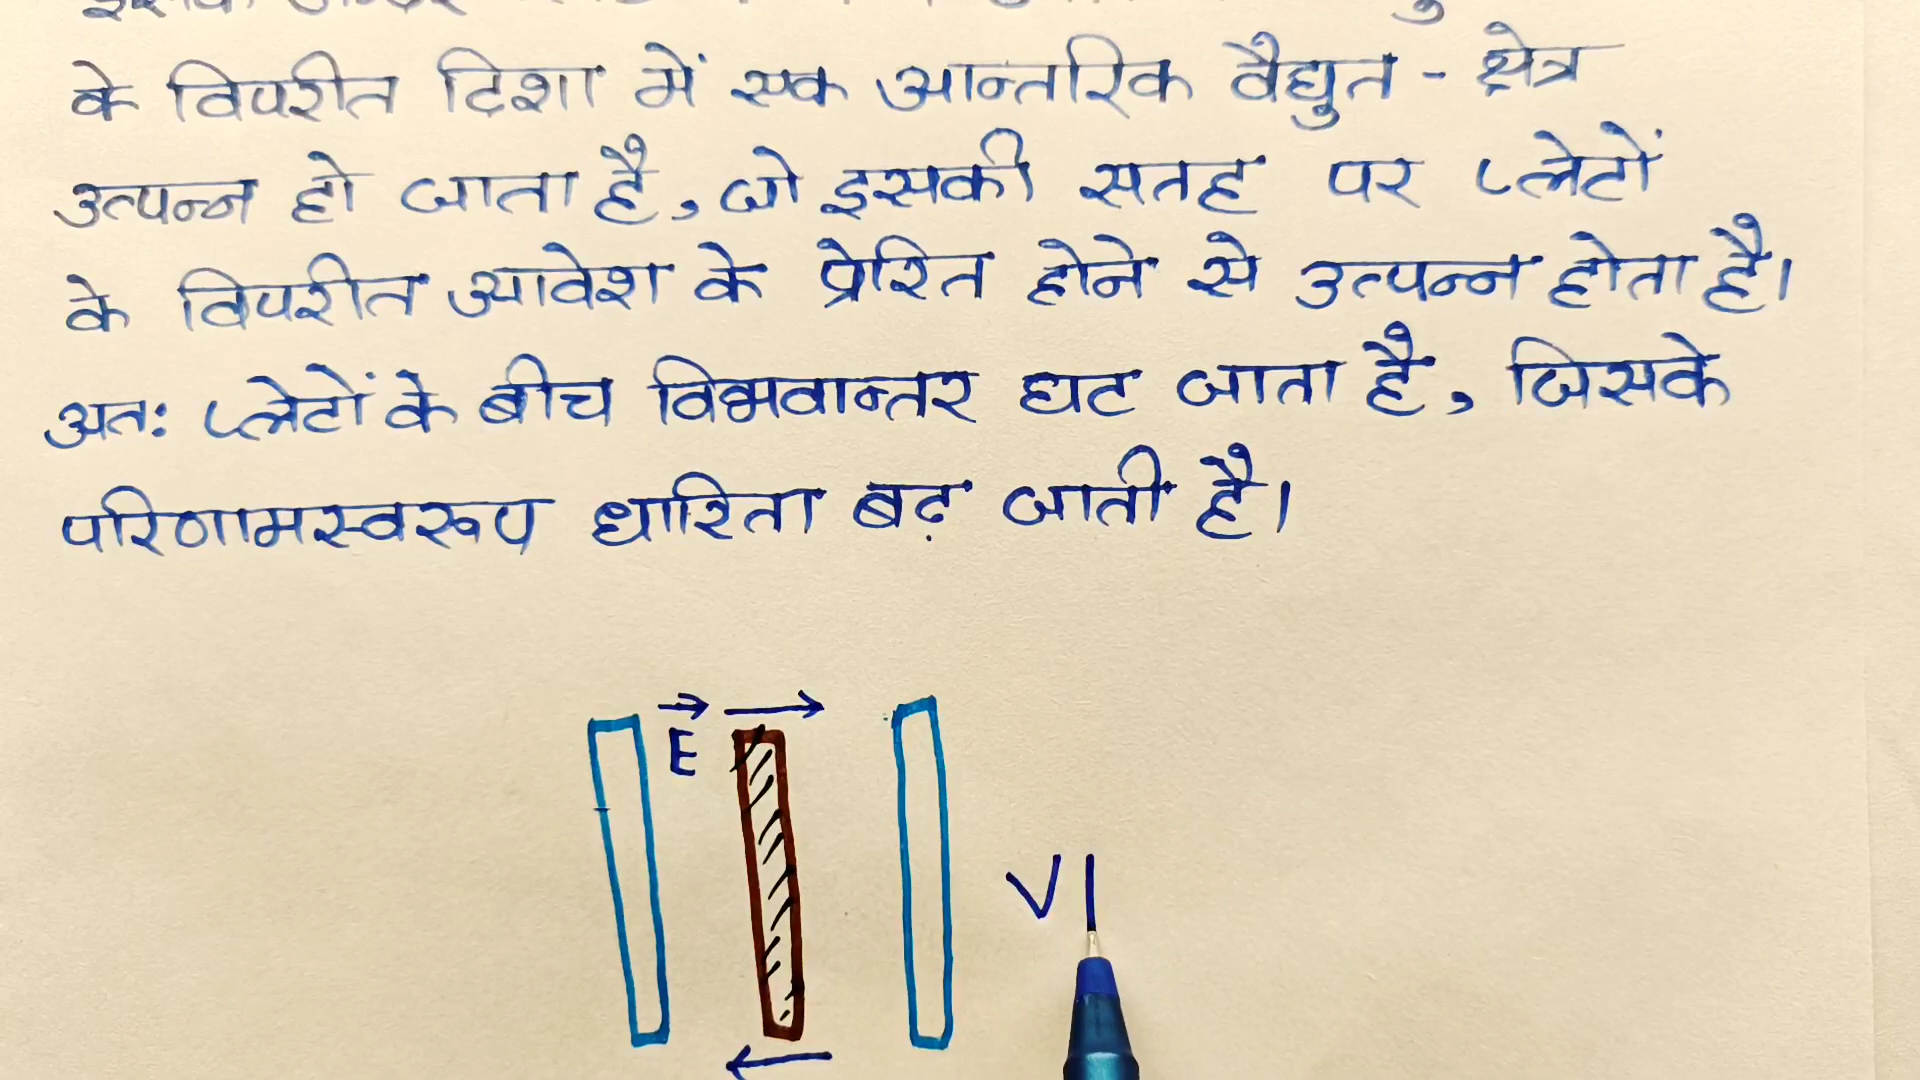 के विपरीत दिशा में एक आन्तरिक वैद्युत - क्षेत्र
उत्पन्न हो जाता है, जो इसकी सतह पर प्लेटों
के विपरीत आवेश के प्रेरित होने से उत्पन्न होता है।
अतः प्लेटों के बीच विभवान्तर घट जाता है, जिसके
परिणामस्वरूप धारिता बढ़ जाती है।
E
V